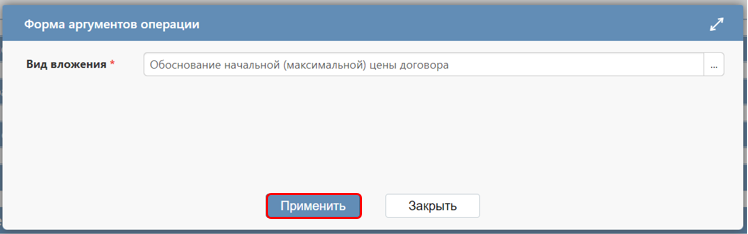 Форма аргументов операции
Вид вложения * Обоснование начальной (максимальной) цены договора ...
Применить Закрыть